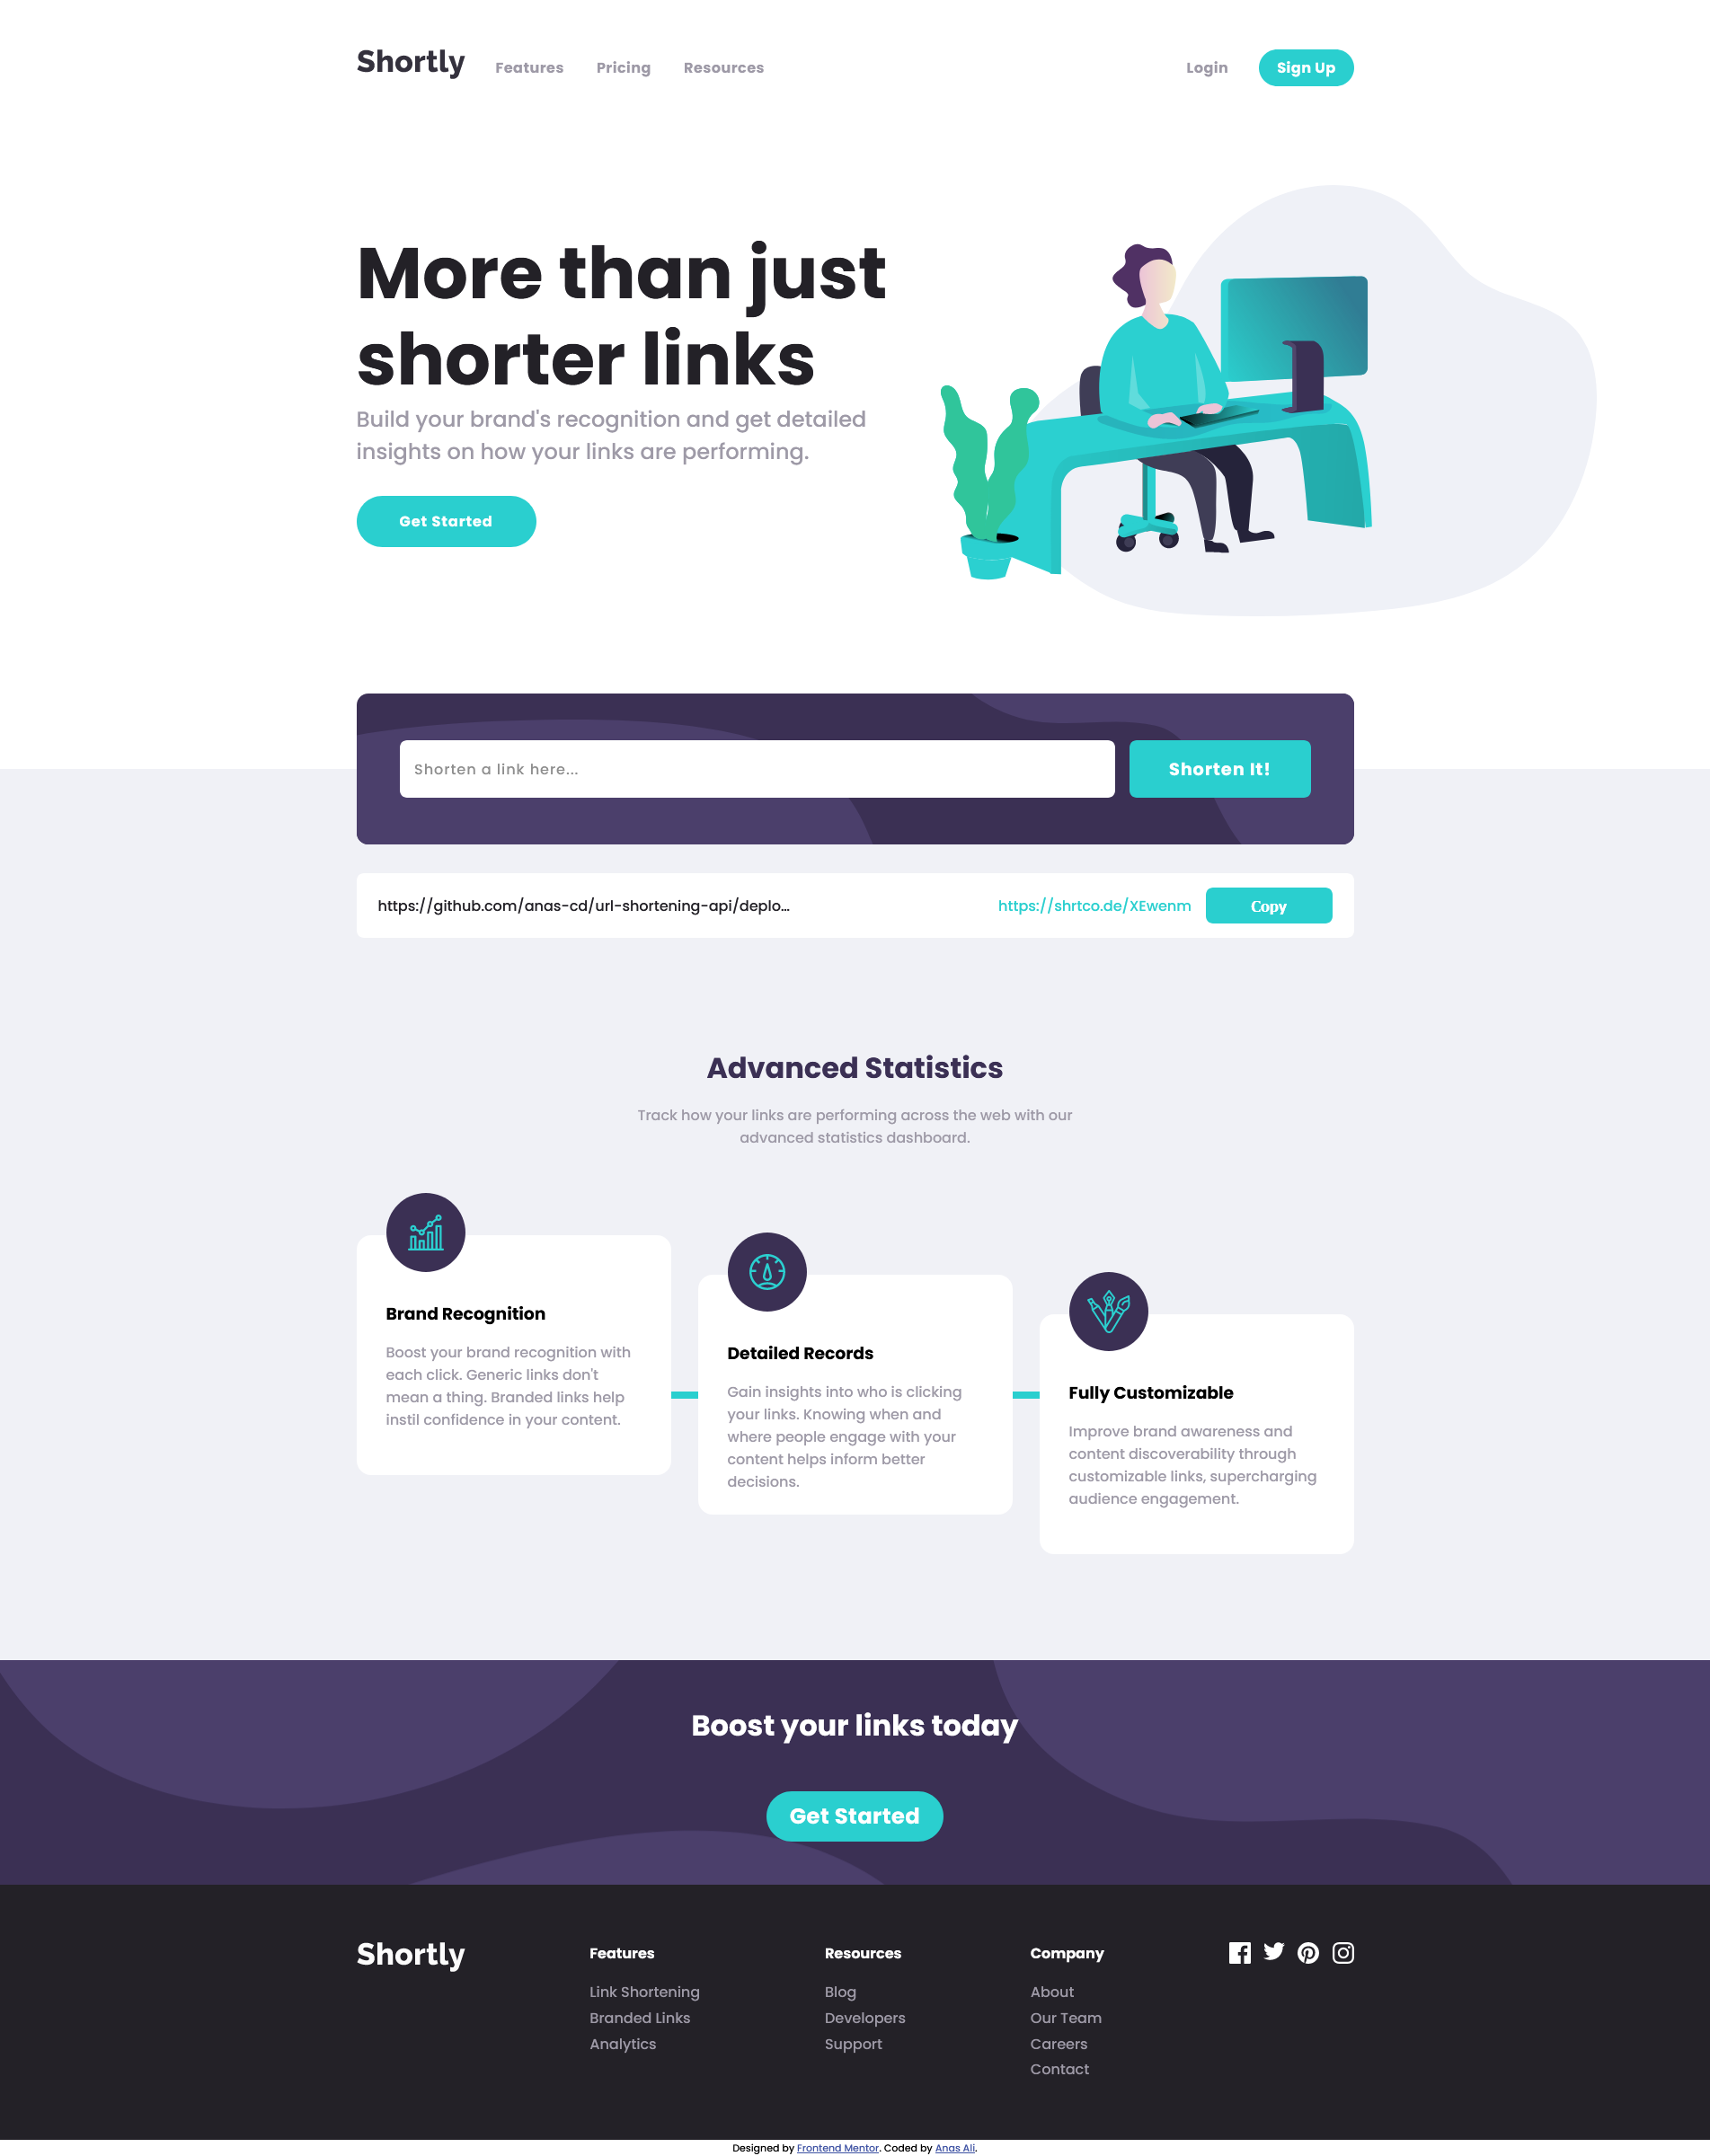 Shortly Features Pricing Resources Login Sign Up
More than just
shorter links
Build your brand's recognition and get detailed
insights on how your links are performing.
Get Started
Shorten a link here... Shorten It!
https://github.com/anas-cd/url-shortening-api/deplo... https://shrtco.de/XEwenm Copy
Advanced Statistics
Track how your links are performing across the web with our
advanced statistics dashboard.
Brand Recognition
Boost your brand recognition with
each click. Generic links don't
mean a thing. Branded links help
instil confidence in your content.
Detailed Records
Gain insights into who is clicking
your links. Knowing when and
where people engage with your
content helps inform better
decisions.
Fully Customizable
Improve brand awareness and
content discoverability through
customizable links, supercharging
audience engagement.
Boost your links today
Get Started
Shortly
Features
Link Shortening
Branded Links
Analytics
Resources
Blog
Developers
Support
Company
About
Our Team
Careers
Contact
Designed by Frontend Mentor. Coded by Anas Ali.